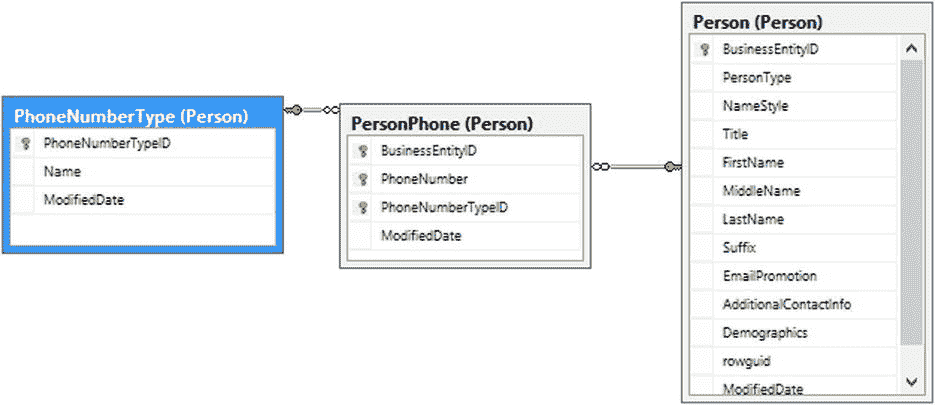 PhoneNumberType (Person)
PhoneNumberTypeID
Name
ModifiedDate
PersonPhone (Person)
BusinessEntityID
PhoneNumber
PhoneNumberTypeID
ModifiedDate
Person (Person)
BusinessEntityID
PersonType
NameStyle
Title
FirstName
MiddleName
LastName
Suffix
EmailPromotion
AdditionalContactInfo
Demographics
rowguid
ModifiedDate